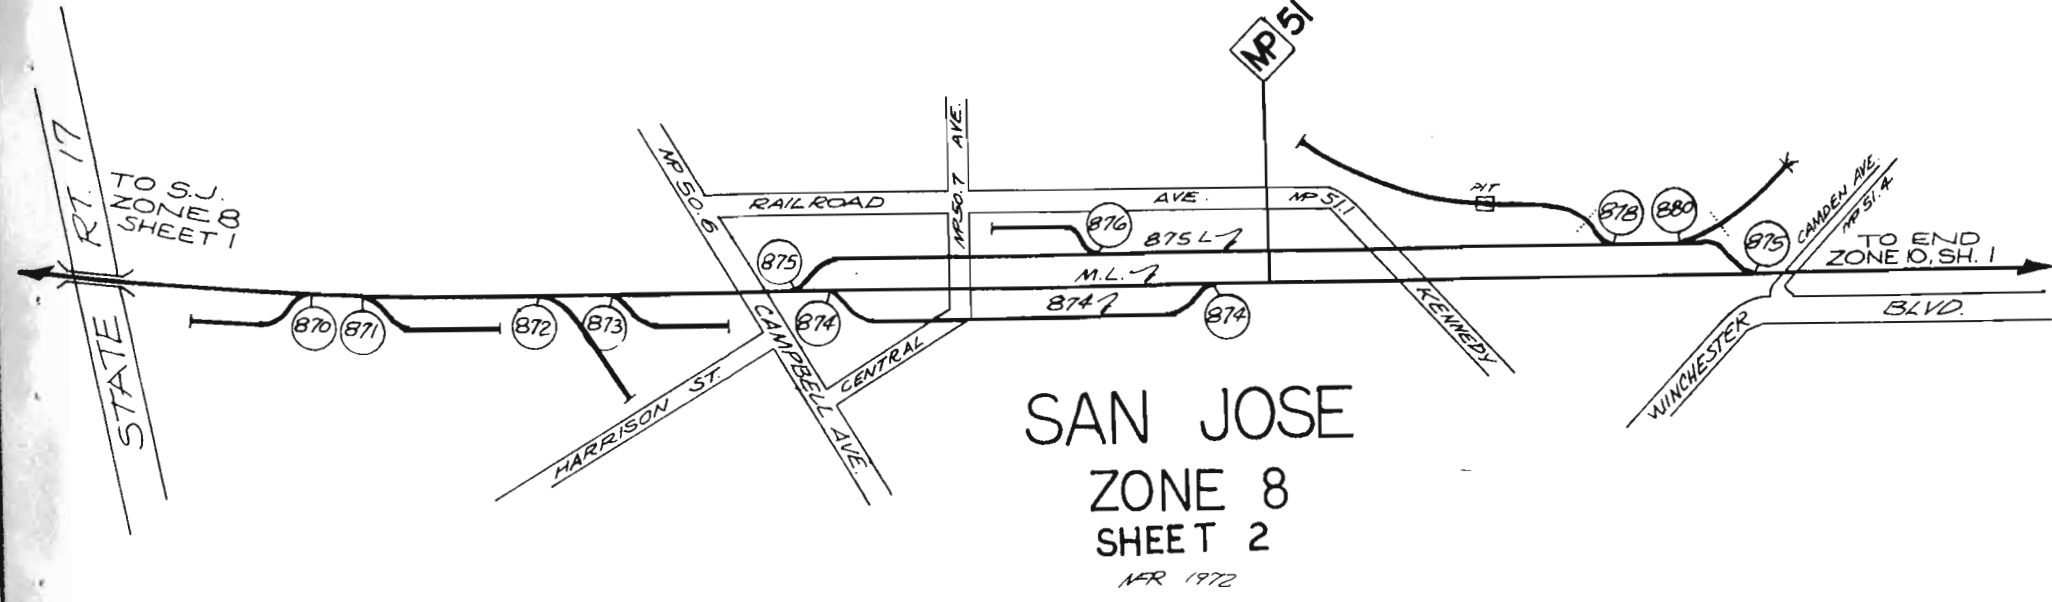 MP 51
STATE RT. 17
TO S.J.
ZONE 8
SHEET 1
MP 50.6
CAMPBELL AVE.
RAILROAD AVE.
MP 50.7 AVE.
MP 51.1
KENNEDY
PIT
878
880
875
CAMDEN AVE.
MP 51.4
TO END
ZONE 10, SH. 1
876
875 L
875
M.L.
874
870
871
872
873
874
874
HARRISON ST.
CENTRAL
WINCHESTER BLVD.
SAN JOSE
ZONE 8
SHEET 2
1972